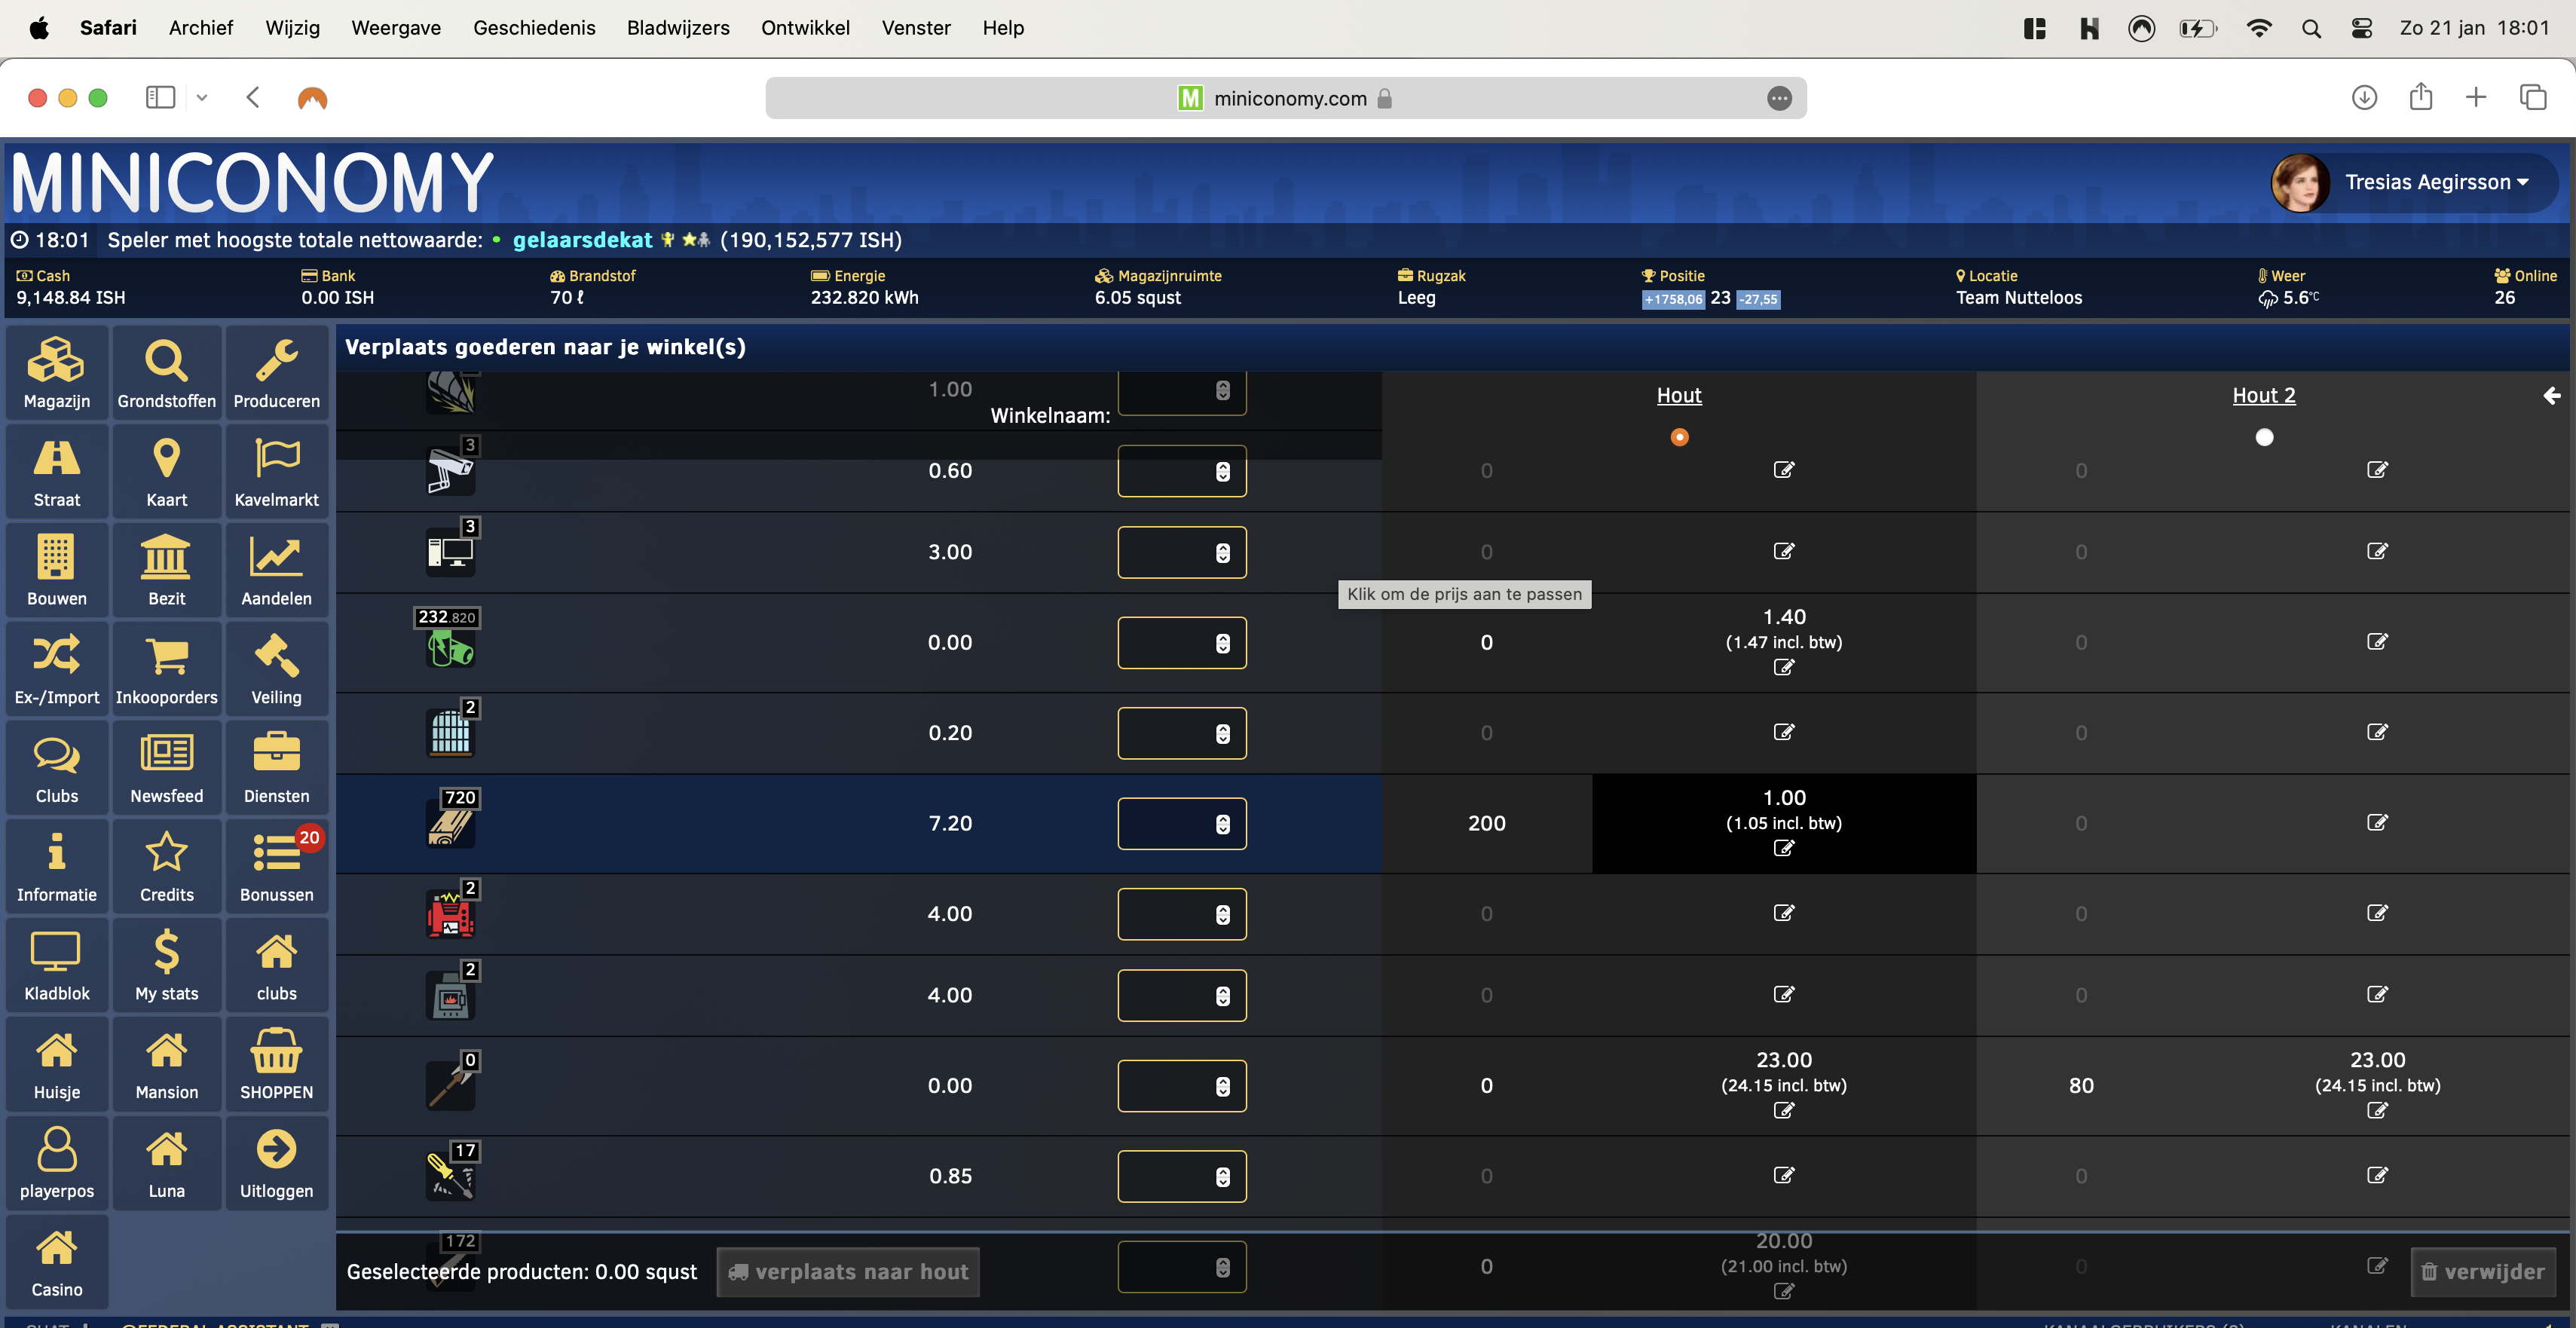 Safari Archief Wijzig Weergave Geschiedenis Bladwijzers Ontwikkel Venster Help Zo 21 jan 18:01
miniconomy.com
MINICONOMY
Tresias Aegirsson
18:01 Speler met hoogste totale nettowaarde: gelaarsdekat (190,152,577 ISH)
Cash Bank Brandstof Energie Magazijnruimte Rugzak Positie Locatie Weer Online
9,148.84 ISH 0.00 ISH 70 ℓ 232.820 kWh 6.05 squst Leeg +1758,06 23 -27,55 Team Nutteloos 5.6°C 26
Magazijn Grondstoffen Produceren
Straat Kaart Kavelmarkt
Bouwen Bezit Aandelen
Ex-/Import Inkooporders Veiling
Clubs Newsfeed Diensten
20
Informatie Credits Bonussen
Kladblok My stats clubs
Huisje Mansion SHOPPEN
playerpos Luna Uitloggen
Casino
Verplaats goederen naar je winkel(s)
1.00 Hout Hout 2
Winkelnaam:
3
0.60 0 0
3
3.00 0 0
Klik om de prijs aan te passen
232.820 1.40
0.00 0 (1.47 incl. btw) 0
2
0.20 0 0
720 1.00
7.20 200 (1.05 incl. btw) 0
2
4.00 0 0
2
4.00 0 0
0 23.00 23.00
0.00 0 (24.15 incl. btw) 80 (24.15 incl. btw)
17
0.85 0 0
172 20.00
0 (21.00 incl. btw) 0
Geselecteerde producten: 0.00 squst verplaats naar hout verwijder